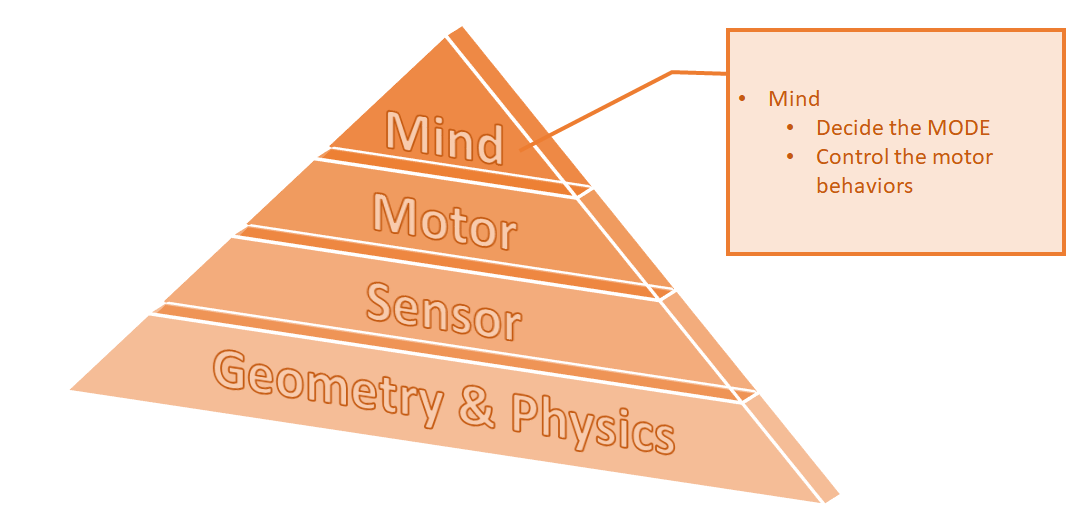 Mind
Motor
Sensor
Geometry & Physics
• Mind
• Decide the MODE
• Control the motor
behaviors